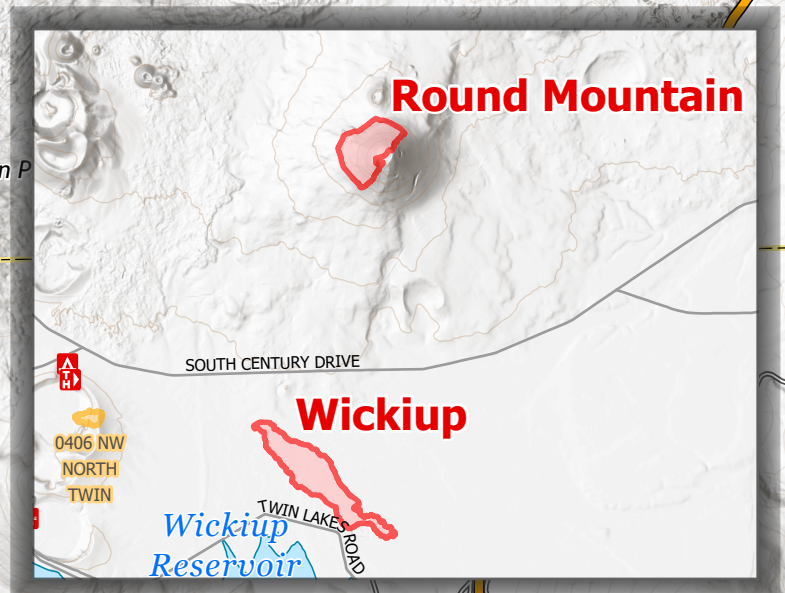 Round Mountain
n P
SOUTH CENTURY DRIVE
Wickiup
0406 NW
NORTH
TWIN
TWIN LAKES ROAD
Wickiup
Reservoir